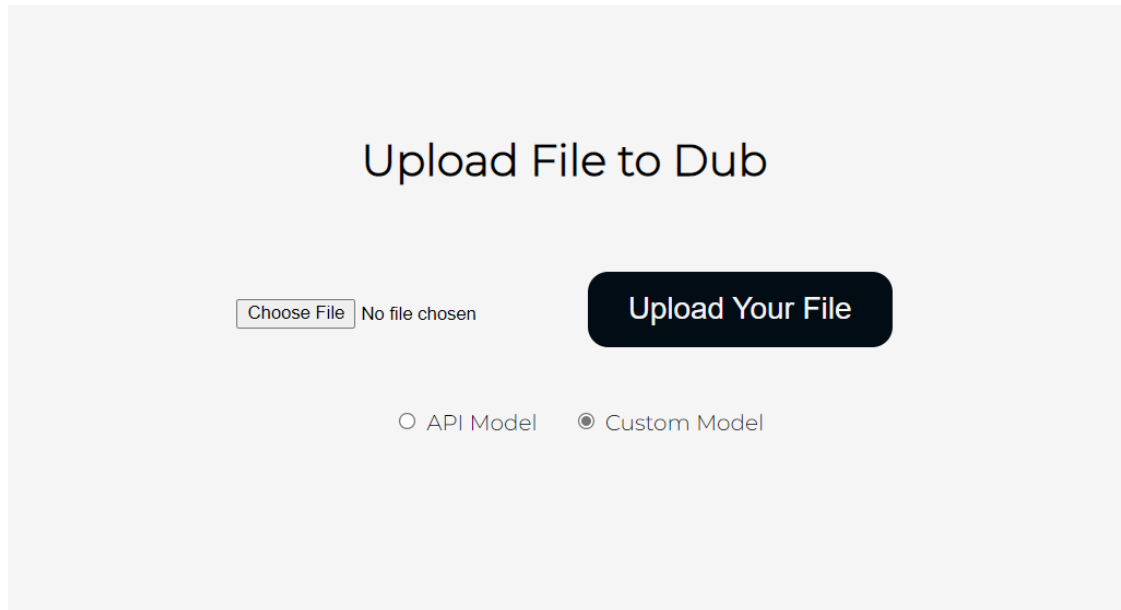 Upload File to Dub
Choose File No file chosen
Upload Your File
API Model
Custom Model